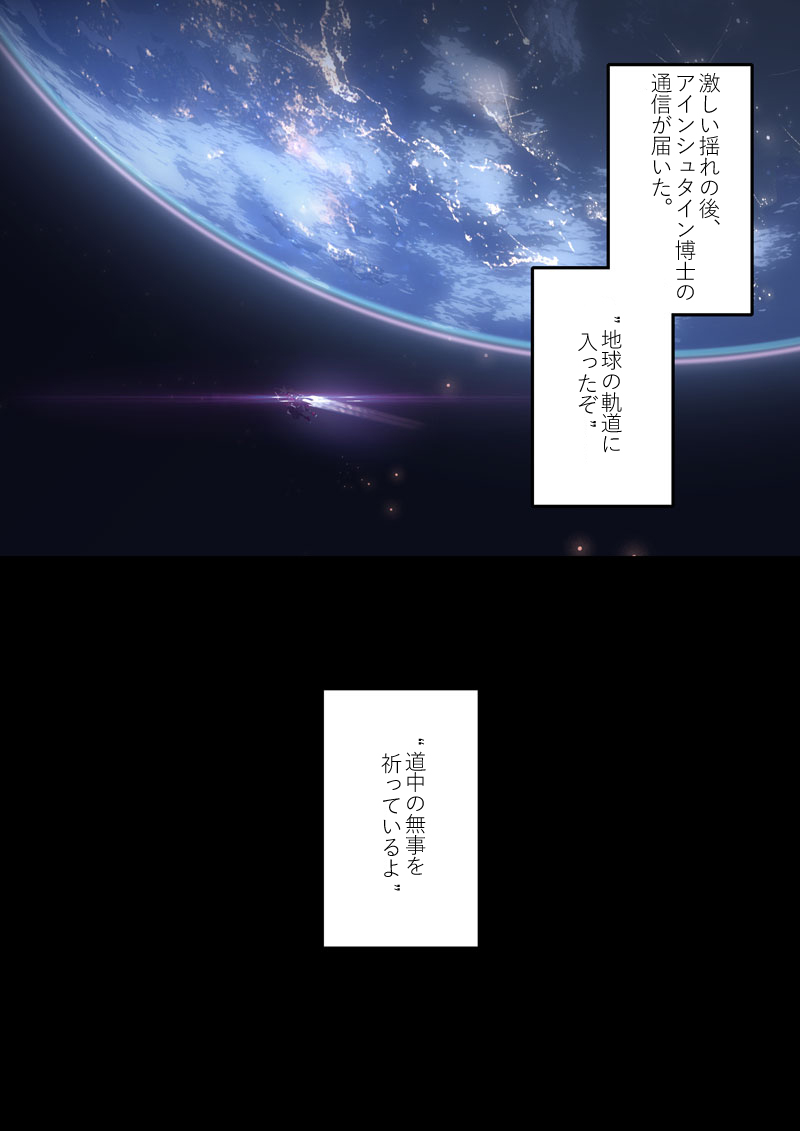 激しい揺れの後、
アインシュタイン博士の
通信が届いた。
”地球の軌道に
入ったぞ”
“道中の無事を
祈っているよ”